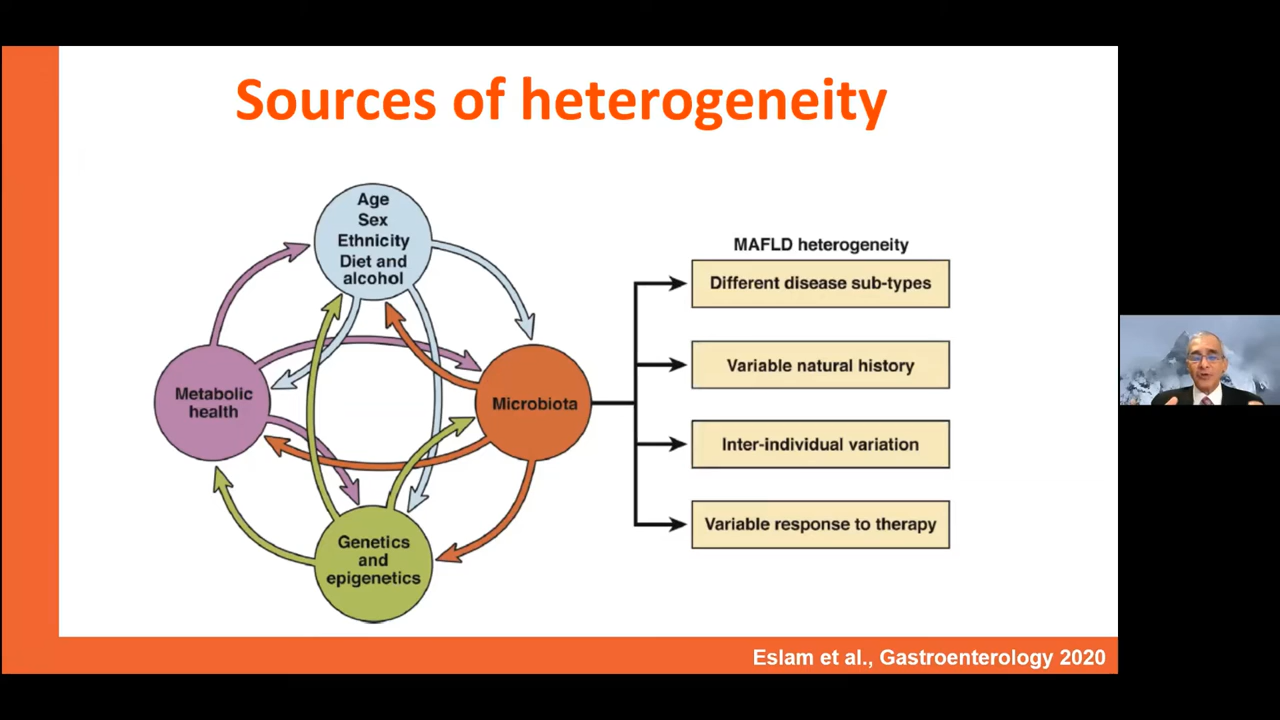 Sources of heterogeneity
Age
Sex
Ethnicity
Diet and
alcohol
Metabolic
health
Microbiota
Genetics
and
epigenetics
MAFLD heterogeneity
Different disease sub-types
Variable natural history
Inter-individual variation
Variable response to therapy
Eslam et al., Gastroenterology 2020